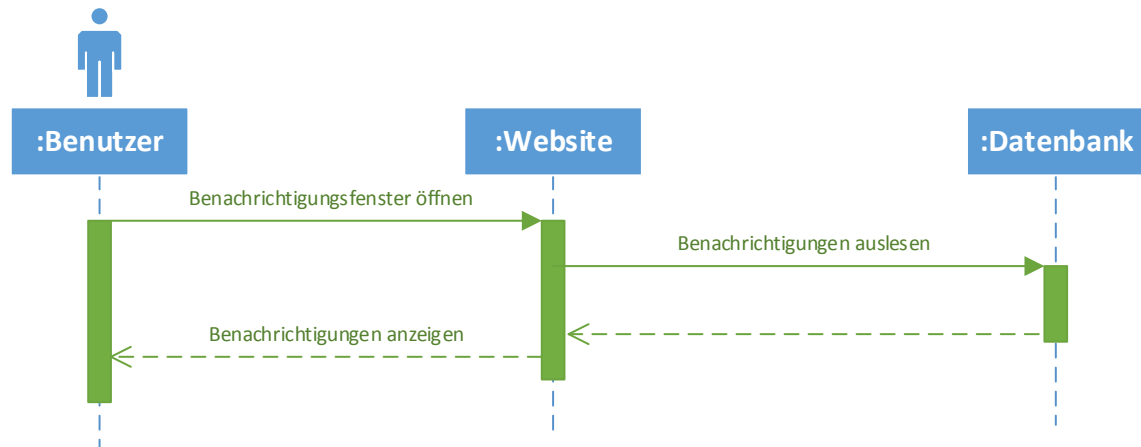 :Benutzer
:Website
:Datenbank
Benachrichtigungsfenster öffnen
Benachrichtigungen auslesen
Benachrichtigungen anzeigen